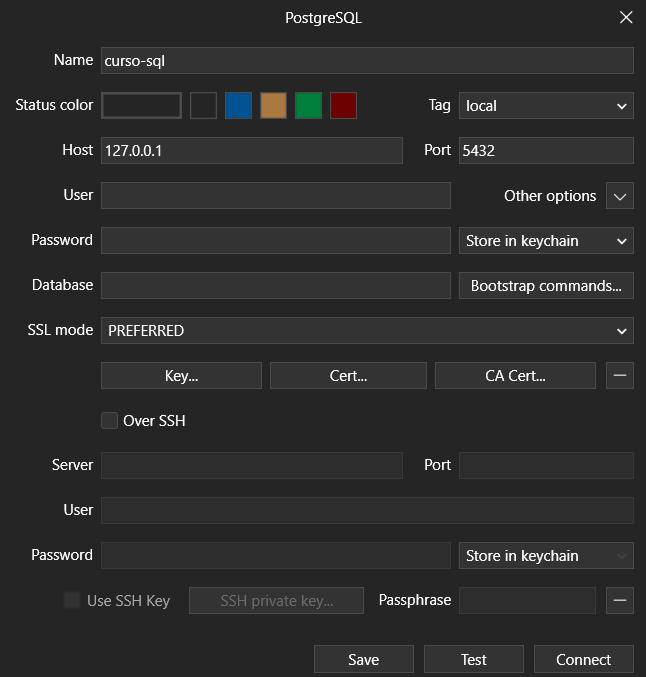 PostgreSQL
Name curso-sql
Status color Tag local
Host 127.0.0.1 Port 5432
User Other options
Password Store in keychain
Database Bootstrap commands...
SSL mode PREFERRED
Key... Cert... CA Cert...
Over SSH
Server Port
User
Password Store in keychain
Use SSH Key SSH private key... Passphrase
Save Test Connect